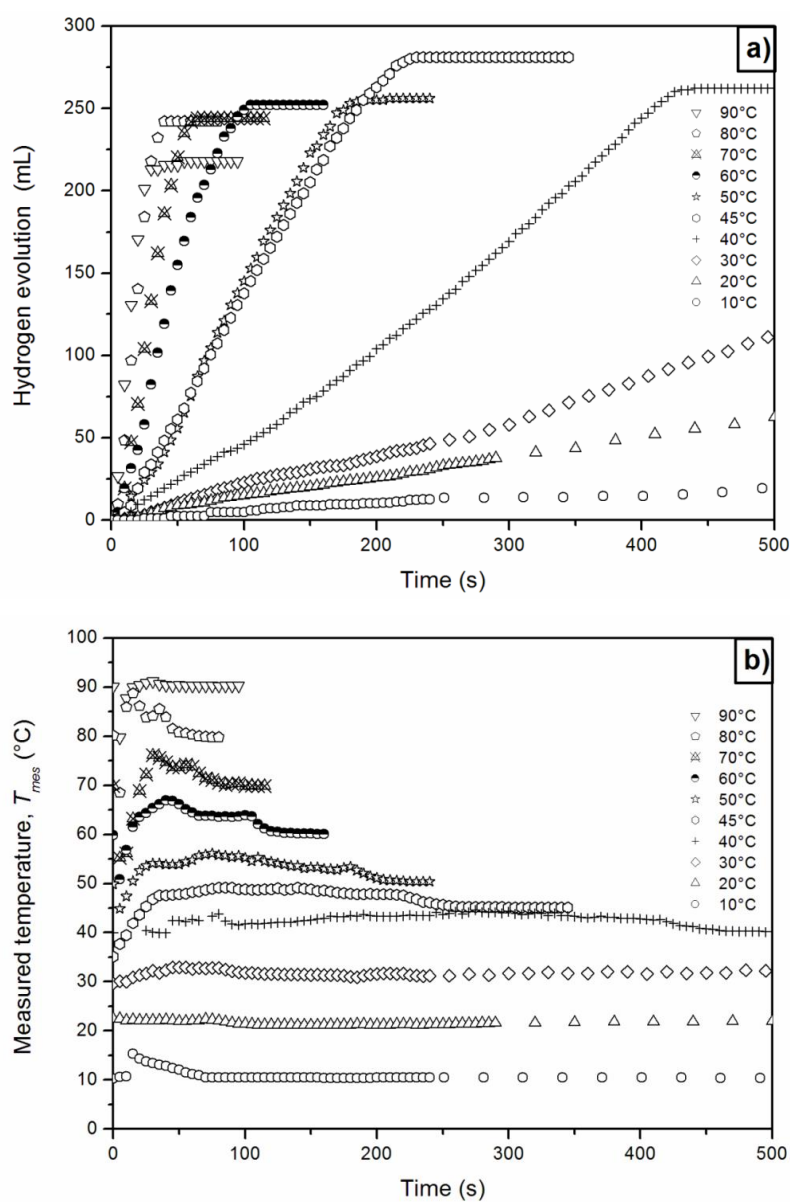 a)
300
250
200
150
100
50
0
Hydrogen evolution (mL)
90°C
80°C
70°C
60°C
50°C
45°C
40°C
30°C
20°C
10°C
0 100 200 300 400 500
Time (s)
b)
100
90
80
70
60
50
40
30
20
10
0
Measured temperature, T_mes (°C)
90°C
80°C
70°C
60°C
50°C
45°C
40°C
30°C
20°C
10°C
0 100 200 300 400 500
Time (s)